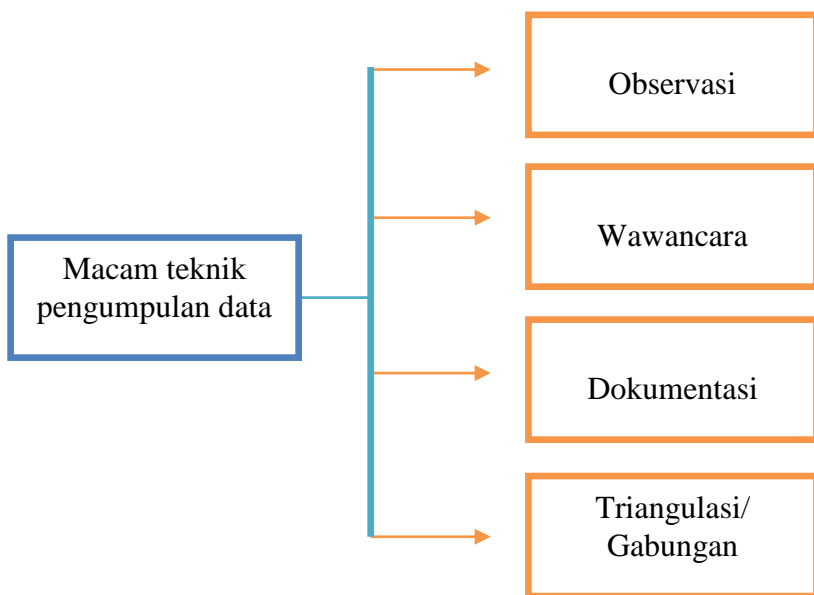 Observasi
Wawancara
Macam teknik
pengumpulan data
Dokumentasi
Triangulasi/
Gabungan